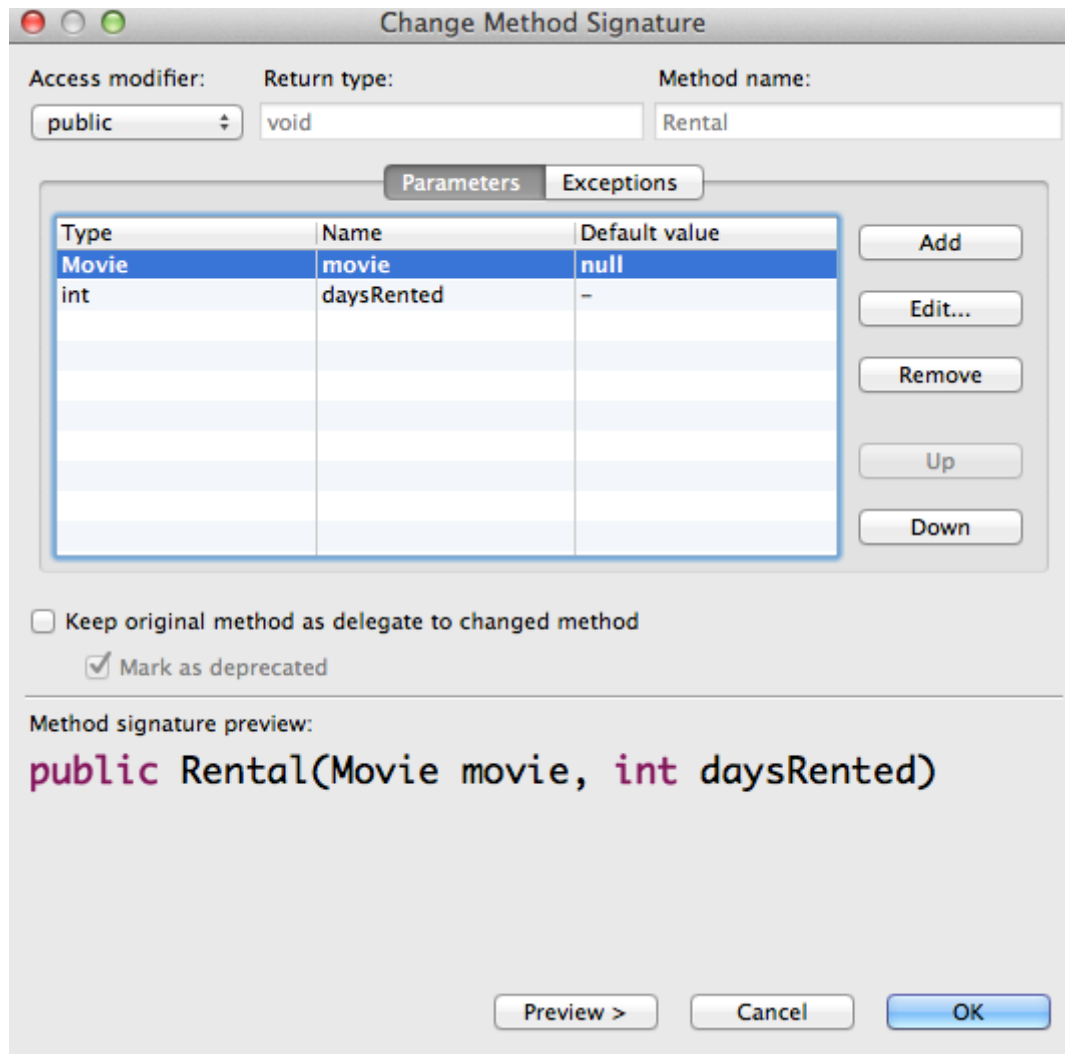 Change Method Signature
Access modifier: Return type: Method name:
public void Rental
Parameters Exceptions
Type Name Default value
Movie movie null
int daysRented –
Add
Edit...
Remove
Up
Down
Keep original method as delegate to changed method
Mark as deprecated
Method signature preview:
public Rental(Movie movie, int daysRented)
Preview > Cancel OK